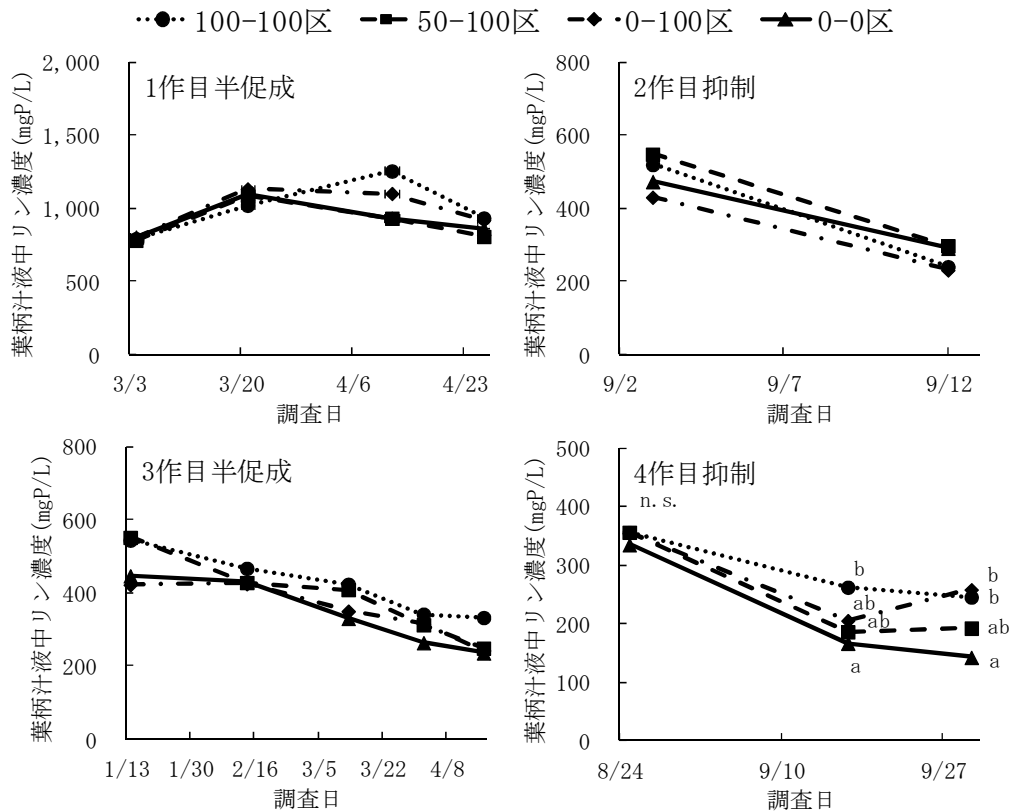 100-100区 50-100区 0-100区 0-0区
1作目半促成
葉柄汁液中リン濃度(mgP/L)
2,000
1,500
1,000
500
0
3/3 3/20 4/6 4/23
調査日
2作目抑制
葉柄汁液中リン濃度(mgP/L)
800
600
400
200
0
9/2 9/7 9/12
調査日
3作目半促成
葉柄汁液中リン濃度(mgP/L)
800
600
400
200
0
1/13 1/30 2/16 3/5 3/22 4/8
調査日
4作目抑制
葉柄汁液中リン濃度(mgP/L)
500
400
300
200
100
0
n.s.
b
ab
ab
a
b
b
ab
a
8/24 9/10 9/27
調査日